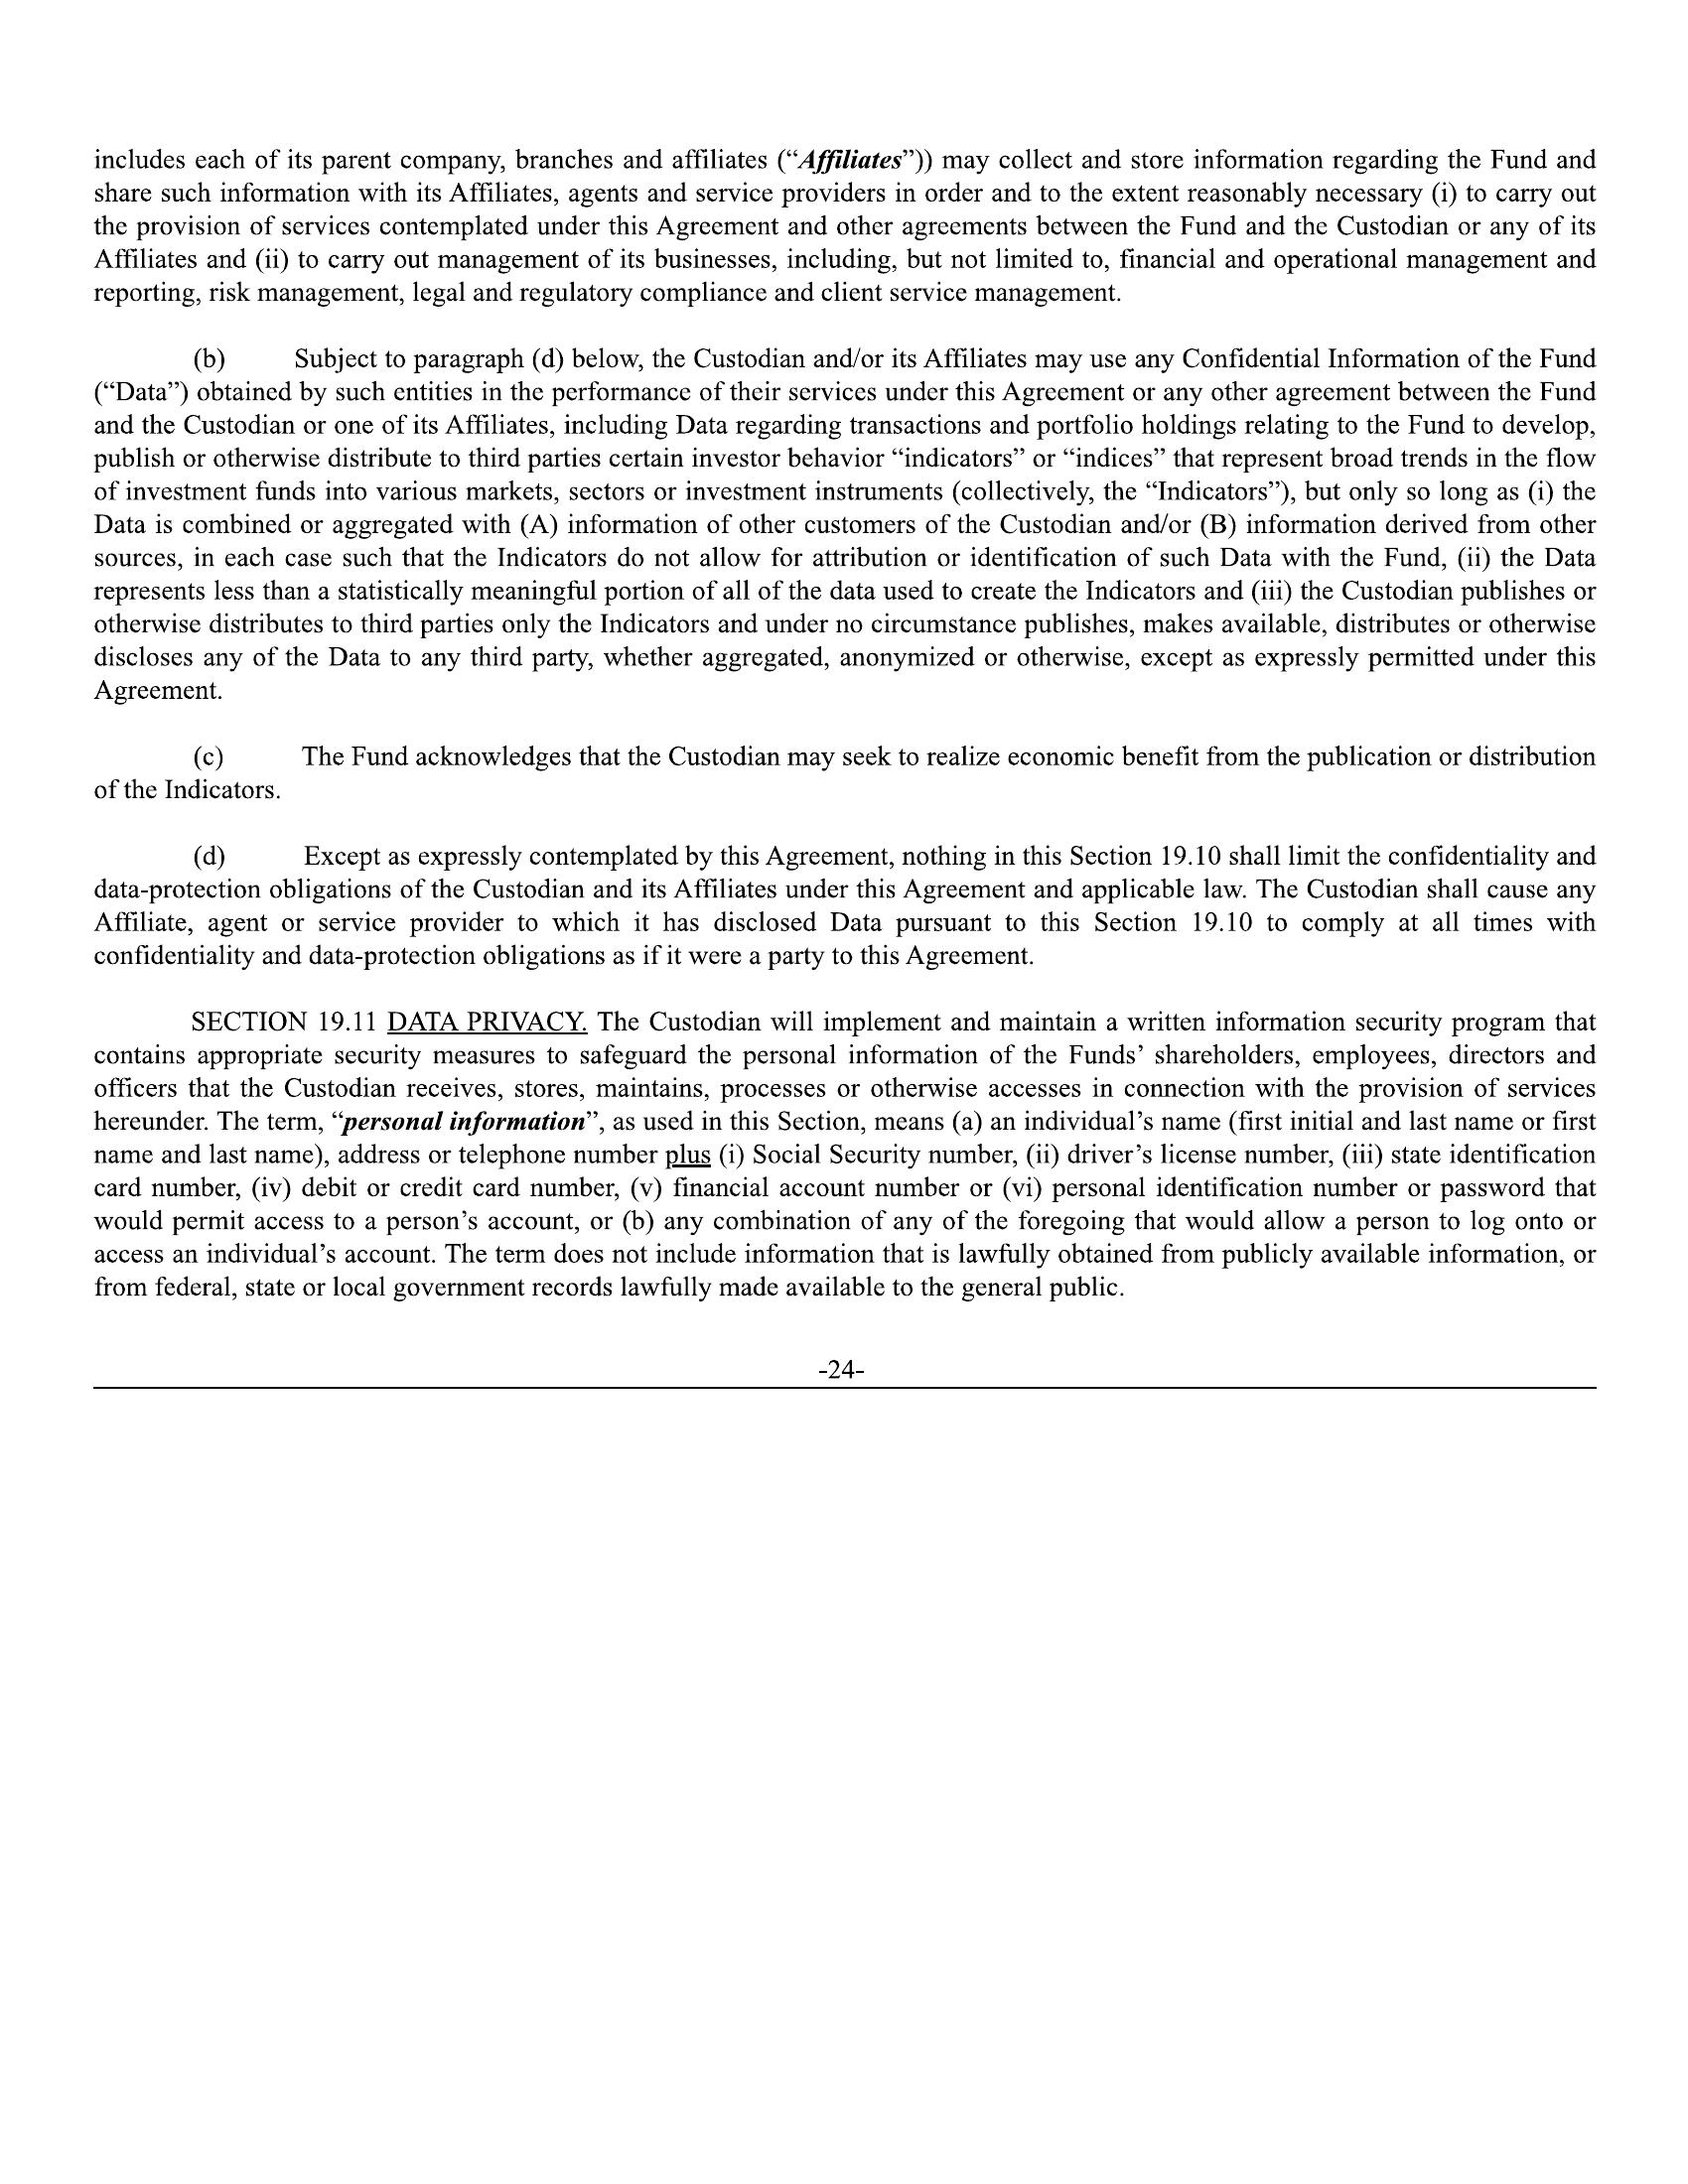 includes each of its parent company, branches and affiliates (“Affiliates”)) may collect and store information regarding the Fund and
share such information with its Affiliates, agents and service providers in order and to the extent reasonably necessary (i) to carry out
the provision of services contemplated under this Agreement and other agreements between the Fund and the Custodian or any of its
Affiliates and (ii) to carry out management of its businesses, including, but not limited to, financial and operational management and
reporting, risk management, legal and regulatory compliance and client service management.
(b) Subject to paragraph (d) below, the Custodian and/or its Affiliates may use any Confidential Information of the Fund
(“Data”) obtained by such entities in the performance of their services under this Agreement or any other agreement between the Fund
and the Custodian or one of its Affiliates, including Data regarding transactions and portfolio holdings relating to the Fund to develop,
publish or otherwise distribute to third parties certain investor behavior “indicators” or “indices” that represent broad trends in the flow
of investment funds into various markets, sectors or investment instruments (collectively, the “Indicators”), but only so long as (i) the
Data is combined or aggregated with (A) information of other customers of the Custodian and/or (B) information derived from other
sources, in each case such that the Indicators do not allow for attribution or identification of such Data with the Fund, (ii) the Data
represents less than a statistically meaningful portion of all of the data used to create the Indicators and (iii) the Custodian publishes or
otherwise distributes to third parties only the Indicators and under no circumstance publishes, makes available, distributes or otherwise
discloses any of the Data to any third party, whether aggregated, anonymized or otherwise, except as expressly permitted under this
Agreement.
(c) The Fund acknowledges that the Custodian may seek to realize economic benefit from the publication or distribution
of the Indicators.
(d) Except as expressly contemplated by this Agreement, nothing in this Section 19.10 shall limit the confidentiality and
data-protection obligations of the Custodian and its Affiliates under this Agreement and applicable law. The Custodian shall cause any
Affiliate, agent or service provider to which it has disclosed Data pursuant to this Section 19.10 to comply at all times with
confidentiality and data-protection obligations as if it were a party to this Agreement.
SECTION 19.11 DATA PRIVACY. The Custodian will implement and maintain a written information security program that
contains appropriate security measures to safeguard the personal information of the Funds’ shareholders, employees, directors and
officers that the Custodian receives, stores, maintains, processes or otherwise accesses in connection with the provision of services
hereunder. The term, “personal information”, as used in this Section, means (a) an individual’s name (first initial and last name or first
name and last name), address or telephone number plus (i) Social Security number, (ii) driver’s license number, (iii) state identification
card number, (iv) debit or credit card number, (v) financial account number or (vi) personal identification number or password that
would permit access to a person’s account, or (b) any combination of any of the foregoing that would allow a person to log onto or
access an individual’s account. The term does not include information that is lawfully obtained from publicly available information, or
from federal, state or local government records lawfully made available to the general public.
-24-